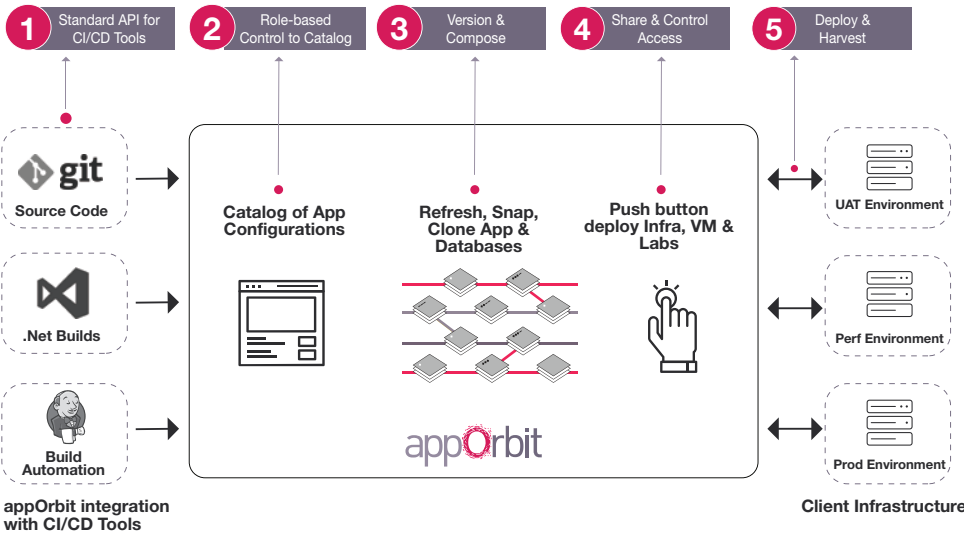 1
Standard API for
CI/CD Tools
2
Role-based
Control to Catalog
3
Version &
Compose
4
Share & Control
Access
5
Deploy &
Harvest
git
Source Code
.Net Builds
Build
Automation
appOrbit integration
with CI/CD Tools
Catalog of App
Configurations
Refresh, Snap,
Clone App &
Databases
Push button
deploy Infra, VM &
Labs
appOrbit
UAT Environment
Perf Environment
Prod Environment
Client Infrastructure